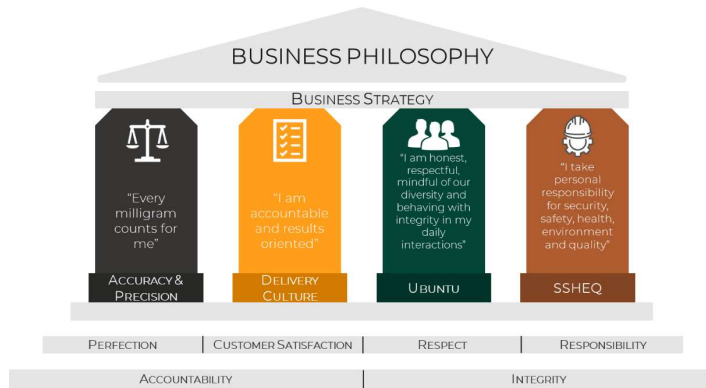 BUSINESS PHILOSOPHY
BUSINESS STRATEGY
“Every
milligram
counts for
me”
ACCURACY &
PRECISION
“I am
accountable
and results
oriented”
DELIVERY
CULTURE
“I am honest,
respectful,
mindful of our
diversity and
behaving with
integrity in my
daily
interactions”
UBUNTU
“I take
personal
responsibility
for security,
safety, health,
environment
and quality”
SSHEQ
PERFECTION | CUSTOMER SATISFACTION | RESPECT | RESPONSIBILITY
ACCOUNTABILITY | INTEGRITY